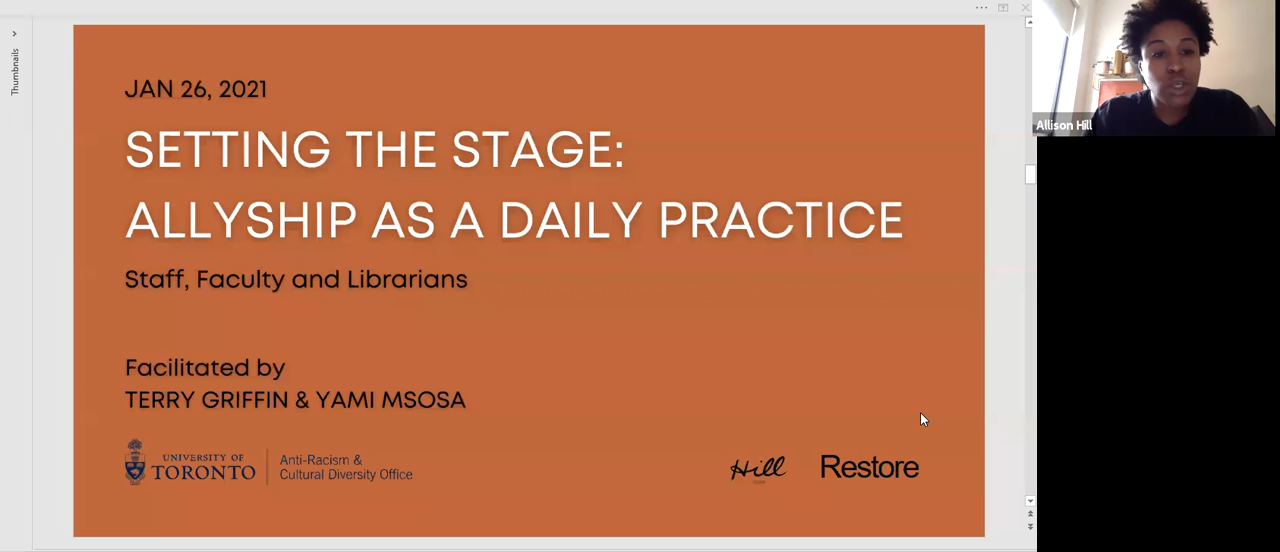 Thumbnails
JAN 26, 2021
SETTING THE STAGE:
ALLYSHIP AS A DAILY PRACTICE
Staff, Faculty and Librarians
Facilitated by
TERRY GRIFFIN & YAMI MSOSA
UNIVERSITY OF
TORONTO
Anti-Racism &
Cultural Diversity Office
Hill
Restore
Allison Hill